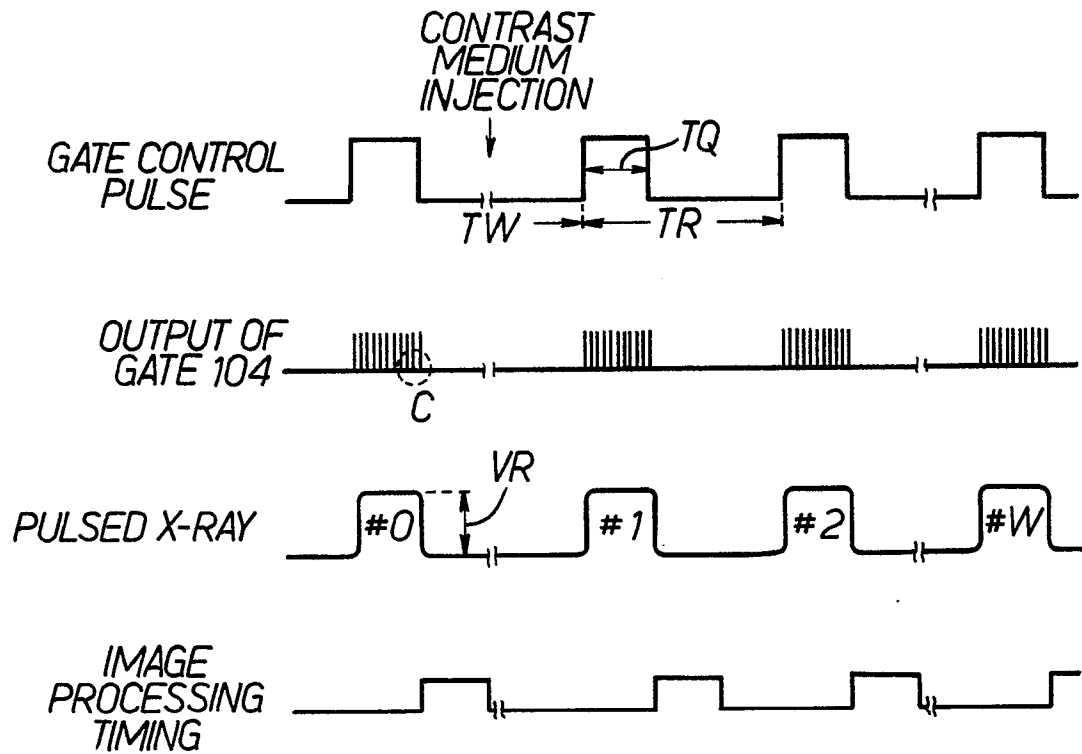 CONTRAST
MEDIUM
INJECTION
GATE CONTROL
PULSE
TQ
TW
TR
OUTPUT OF
GATE 104
C
VR
PULSED X-RAY
#0
#1
#2
#W
IMAGE
PROCESSING
TIMING